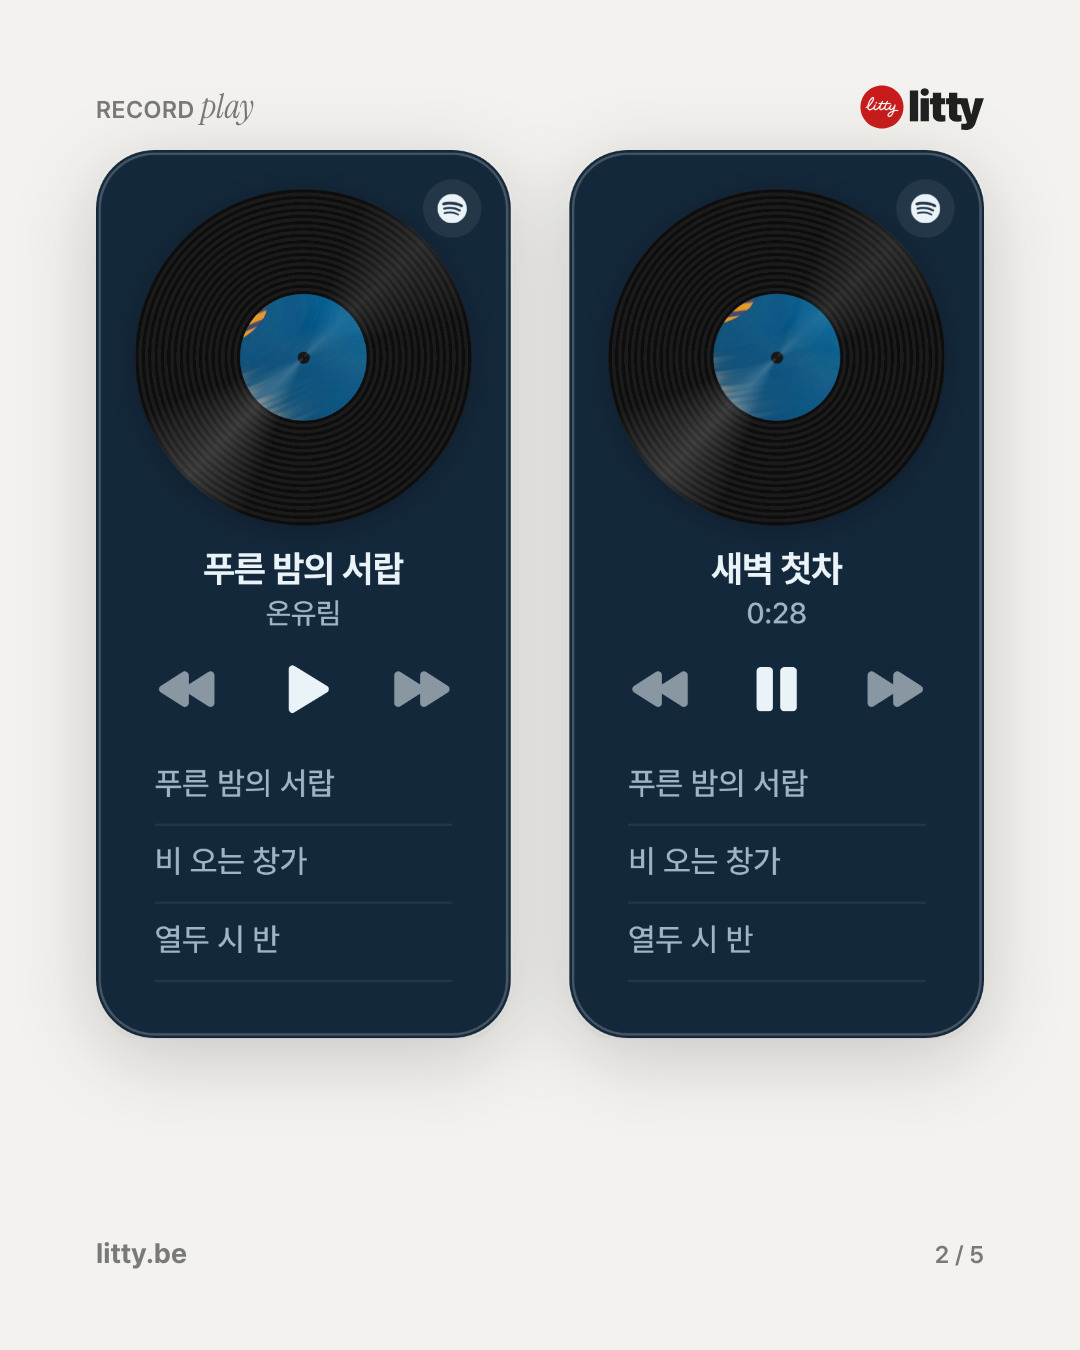 RECORD play
litty litty
푸른 밤의 서랍
온유림
푸른 밤의 서랍
비 오는 창가
열두 시 반
새벽 첫차
0:28
푸른 밤의 서랍
비 오는 창가
열두 시 반
litty.be
2 / 5